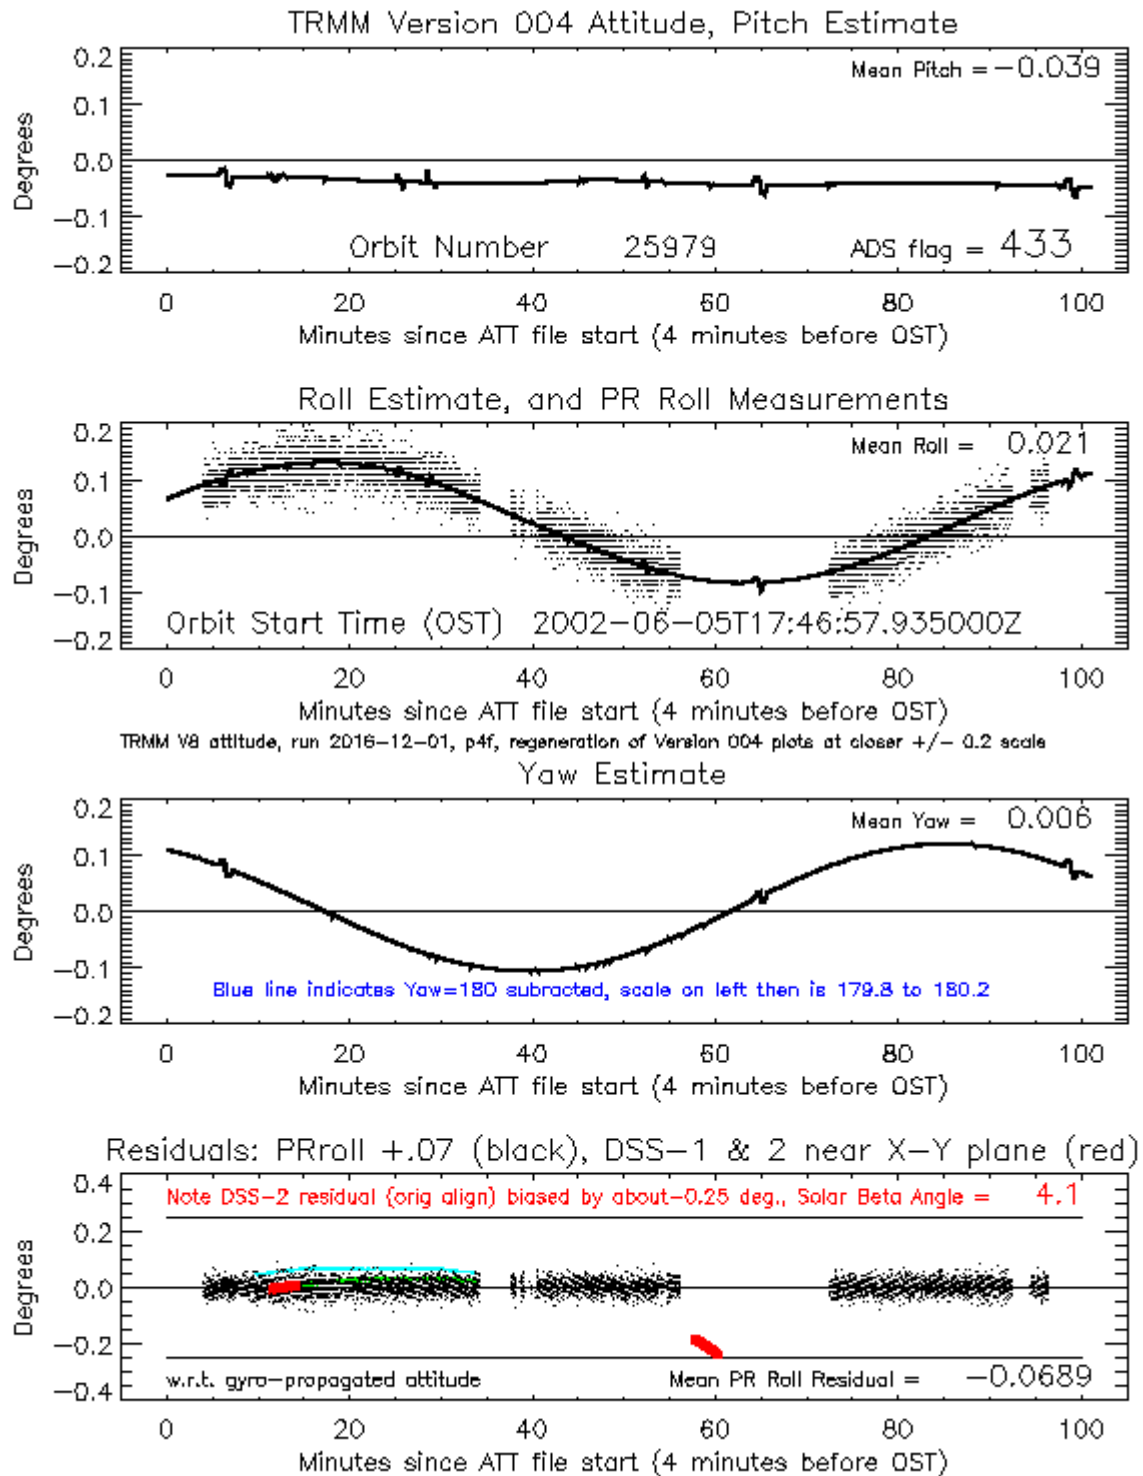 TRMM Version 004 Attitude, Pitch Estimate
0.2
Mean Pitch = -0.039
0.1
Degrees
0.0
-0.1
Orbit Number 25979 ADS flag = 433
-0.2
0 20 40 60 80 100
Minutes since ATT file start (4 minutes before OST)
Roll Estimate, and PR Roll Measurements
0.2
Mean Roll = 0.021
0.1
Degrees
0.0
-0.1
Orbit Start Time (OST) 2002-06-05T17:46:57.935000Z
-0.2
0 20 40 60 80 100
Minutes since ATT file start (4 minutes before OST)
TRMM V8 attitude, run 2016-12-01, p4f, regeneration of Version 004 plots at closer +/- 0.2 scale
Yaw Estimate
0.2
Mean Yaw = 0.006
0.1
Degrees
0.0
-0.1
Blue line indicates Yaw=180 subracted, scale on left then is 179.8 to 180.2
-0.2
0 20 40 60 80 100
Minutes since ATT file start (4 minutes before OST)
Residuals: PRroll +.07 (black), DSS-1 & 2 near X-Y plane (red)
0.4
Note DSS-2 residual (orig align) biased by about-0.25 deg., Solar Beta Angle = 4.1
0.2
Degrees
0.0
-0.2
w.r.t. gyro-propagated attitude Mean PR Roll Residual = -0.0689
-0.4
0 20 40 60 80 100
Minutes since ATT file start (4 minutes before OST)